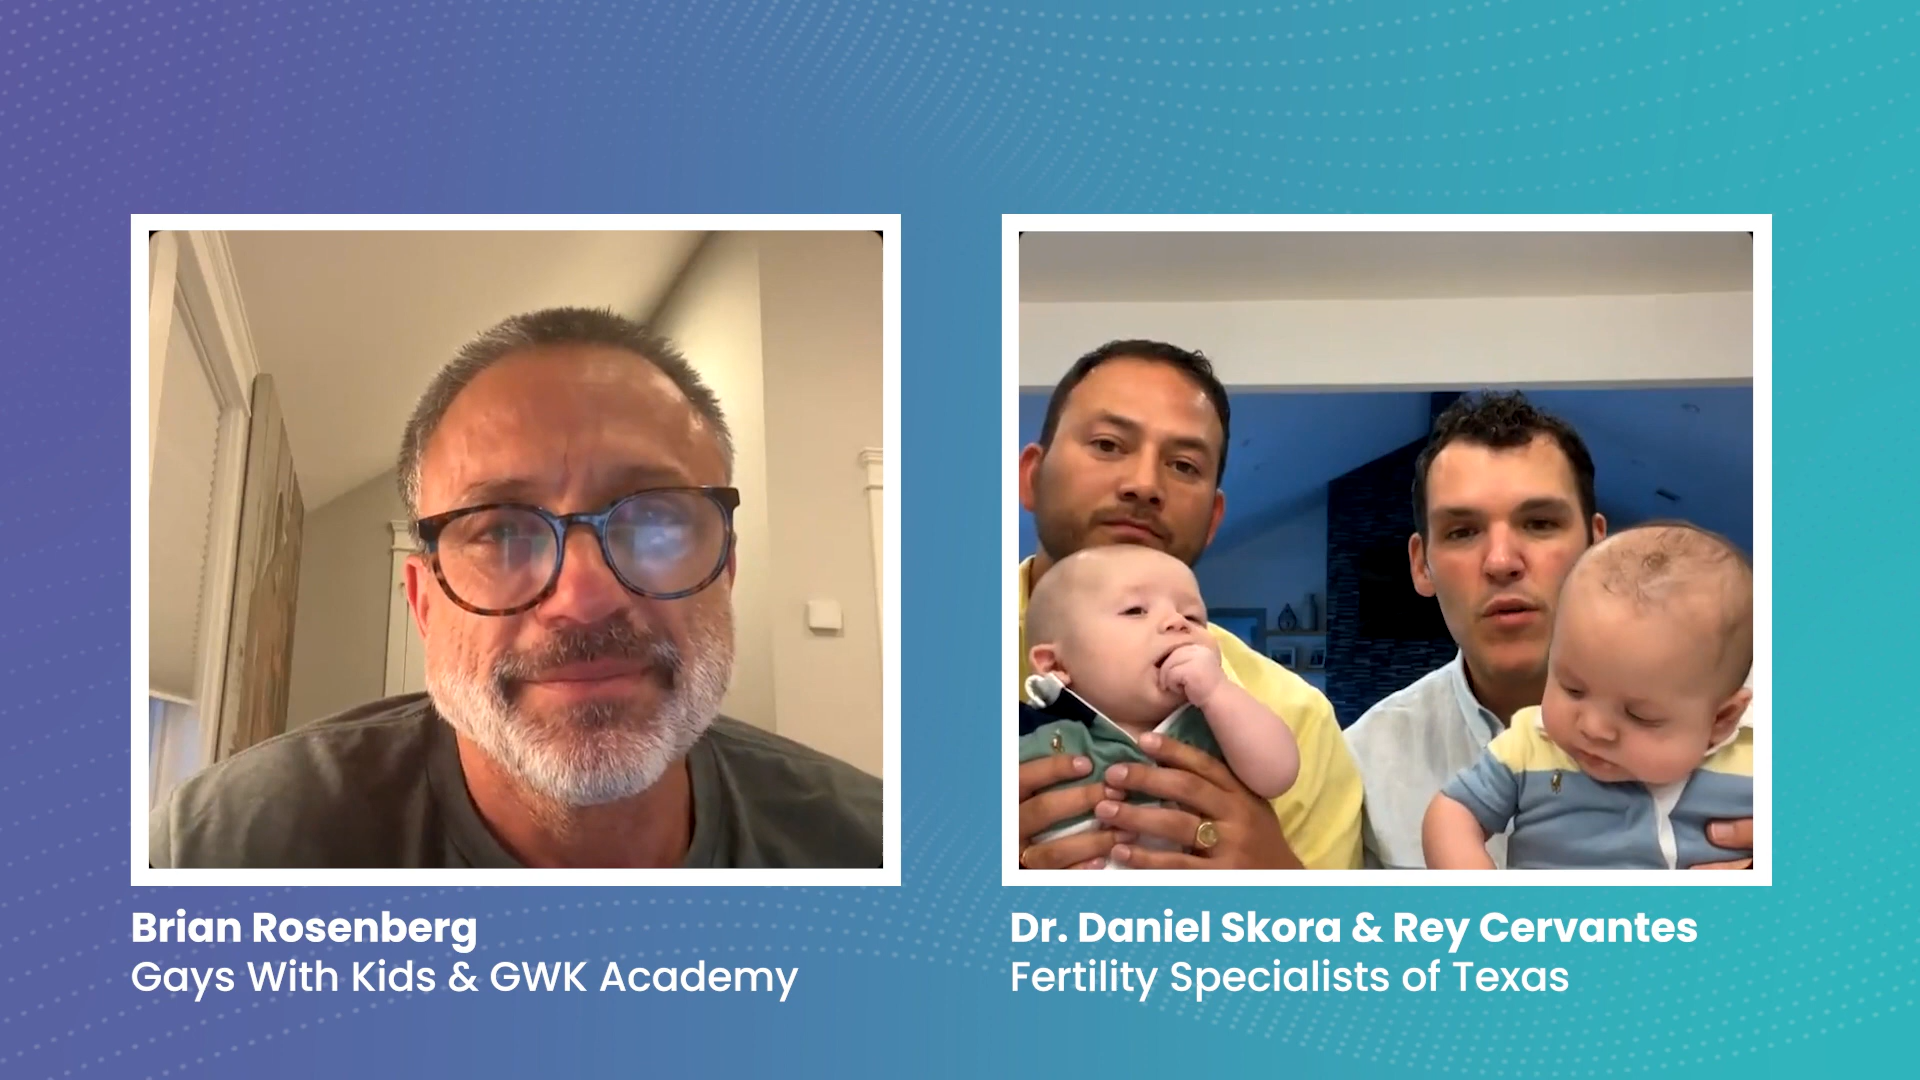 Brian Rosenberg
Gays With Kids & GWK Academy
Dr. Daniel Skora & Rey Cervantes
Fertility Specialists of Texas